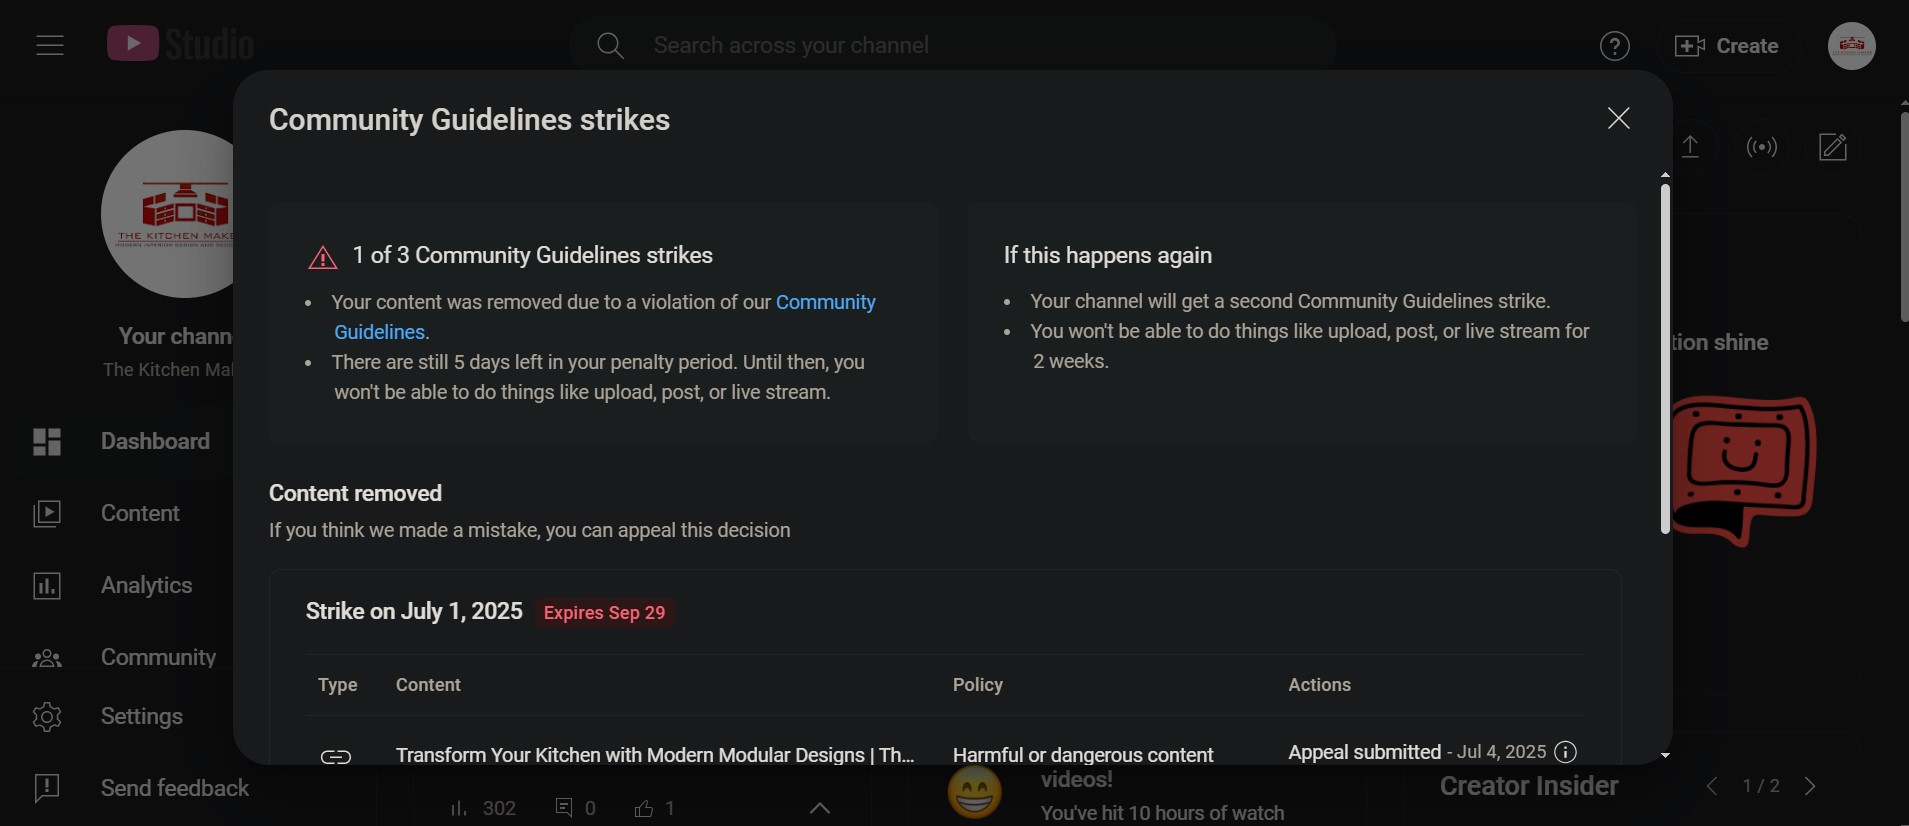 Studio
Search across your channel
Create
Community Guidelines strikes
THE KITCHEN MAKE
Your chann
The Kitchen Mak
Dashboard
Content
Analytics
Community
Settings
Send feedback
1 of 3 Community Guidelines strikes
Your content was removed due to a violation of our Community
Guidelines.
There are still 5 days left in your penalty period. Until then, you
won't be able to do things like upload, post, or live stream.
If this happens again
Your channel will get a second Community Guidelines strike.
You won't be able to do things like upload, post, or live stream for
2 weeks.
tion shine
Content removed
If you think we made a mistake, you can appeal this decision
Strike on July 1, 2025 Expires Sep 29
Type Content Policy Actions
Transform Your Kitchen with Modern Modular Designs | Th... Harmful or dangerous content Appeal submitted - Jul 4, 2025
302 0 1
videos!
You've hit 10 hours of watch
Creator Insider
1 / 2